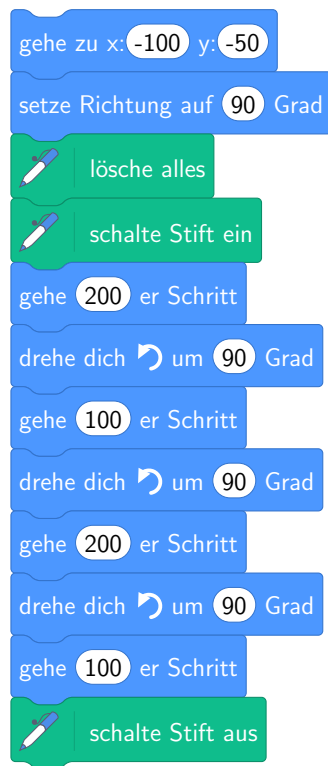 gehe zu x: -100 y: -50
setze Richtung auf 90 Grad
lösche alles
schalte Stift ein
gehe 200 er Schritt
drehe dich um 90 Grad
gehe 100 er Schritt
drehe dich um 90 Grad
gehe 200 er Schritt
drehe dich um 90 Grad
gehe 100 er Schritt
schalte Stift aus